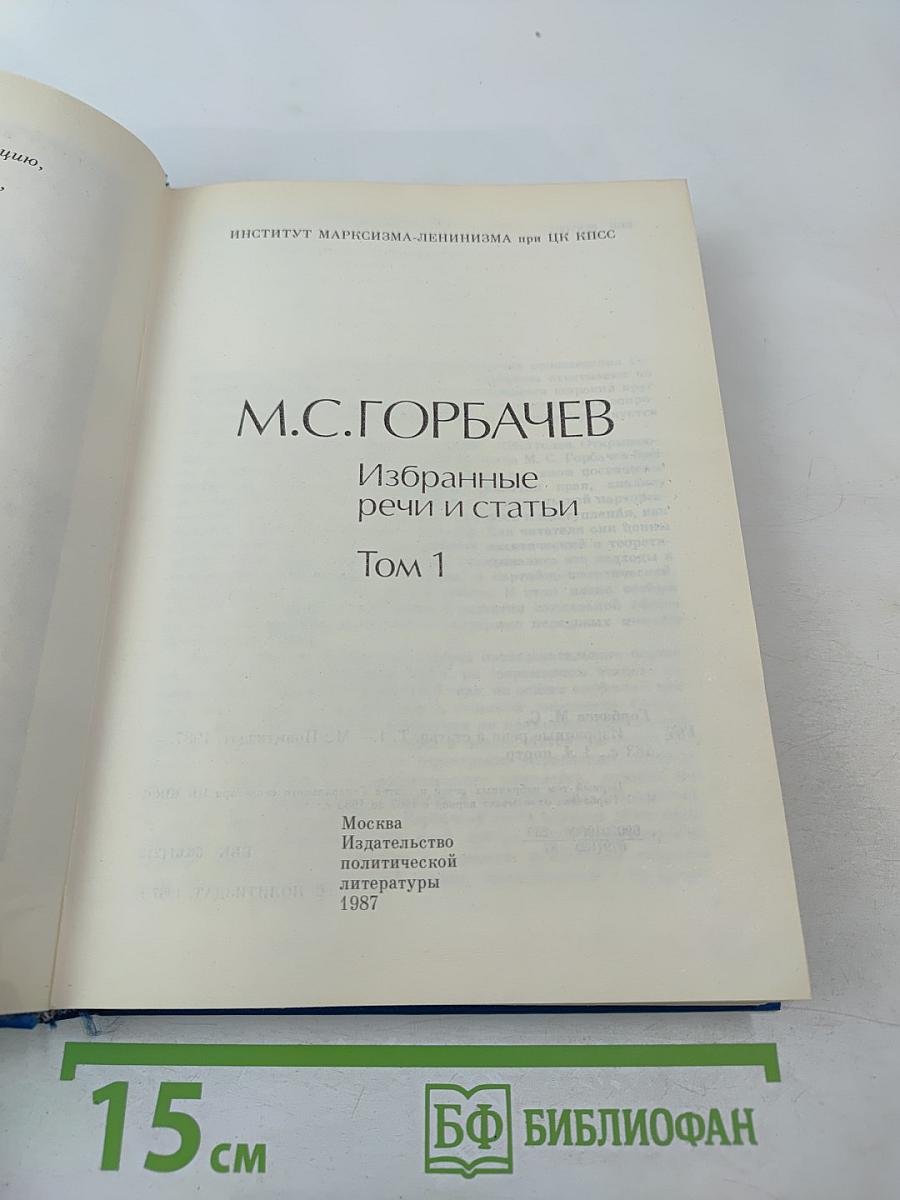 цию,
ИНСТИТУТ МАРКСИЗМА-ЛЕНИНИЗМА при ЦК КПСС
М.С.ГОРБАЧЕВ
Избранные
речи и статьи
Том 1
Москва
Издательство
политической
литературы
1987
15 см
БФ БИБЛИОФАН